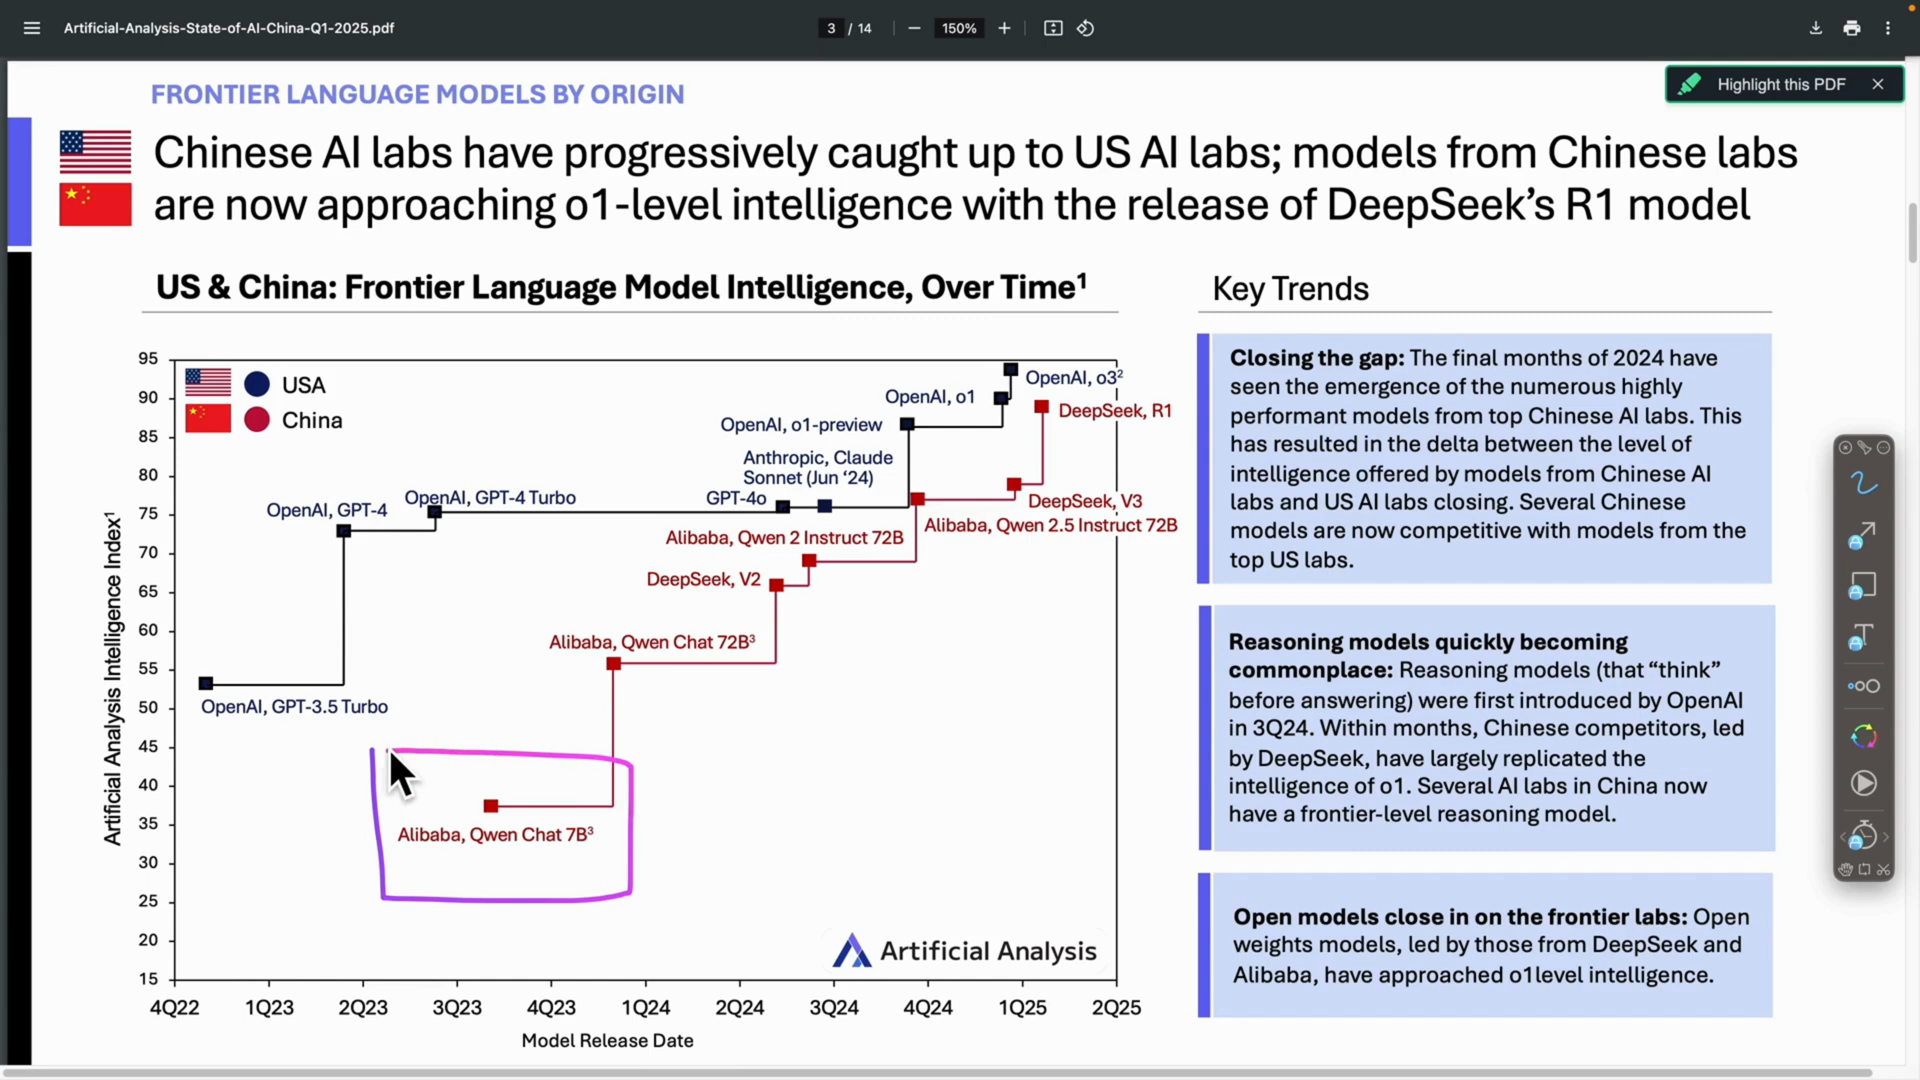 Artificial-Analysis-State-of-AI-China-Q1-2025.pdf
3 / 14
150%
Highlight this PDF
FRONTIER LANGUAGE MODELS BY ORIGIN
Chinese AI labs have progressively caught up to US AI labs; models from Chinese labs
are now approaching o1-level intelligence with the release of DeepSeek’s R1 model
US & China: Frontier Language Model Intelligence, Over Time¹
Artificial Analysis Intelligence Index¹
95
90
85
80
75
70
65
60
55
50
45
40
35
30
25
20
15
USA
China
OpenAI, o3²
OpenAI, o1
DeepSeek, R1
OpenAI, o1-preview
Anthropic, Claude
Sonnet (Jun ‘24)
GPT-4o
OpenAI, GPT-4 Turbo
OpenAI, GPT-4
DeepSeek, V3
Alibaba, Qwen 2.5 Instruct 72B
Alibaba, Qwen 2 Instruct 72B
DeepSeek, V2
Alibaba, Qwen Chat 72B³
OpenAI, GPT-3.5 Turbo
Alibaba, Qwen Chat 7B³
Artificial Analysis
4Q22
1Q23
2Q23
3Q23
4Q23
1Q24
2Q24
3Q24
4Q24
1Q25
2Q25
Model Release Date
Key Trends
Closing the gap: The final months of 2024 have
seen the emergence of the numerous highly
performant models from top Chinese AI labs. This
has resulted in the delta between the level of
intelligence offered by models from Chinese AI
labs and US AI labs closing. Several Chinese
models are now competitive with models from the
top US labs.
Reasoning models quickly becoming
commonplace: Reasoning models (that “think”
before answering) were first introduced by OpenAI
in 3Q24. Within months, Chinese competitors, led
by DeepSeek, have largely replicated the
intelligence of o1. Several AI labs in China now
have a frontier-level reasoning model.
Open models close in on the frontier labs: Open
weights models, led by those from DeepSeek and
Alibaba, have approached o1level intelligence.